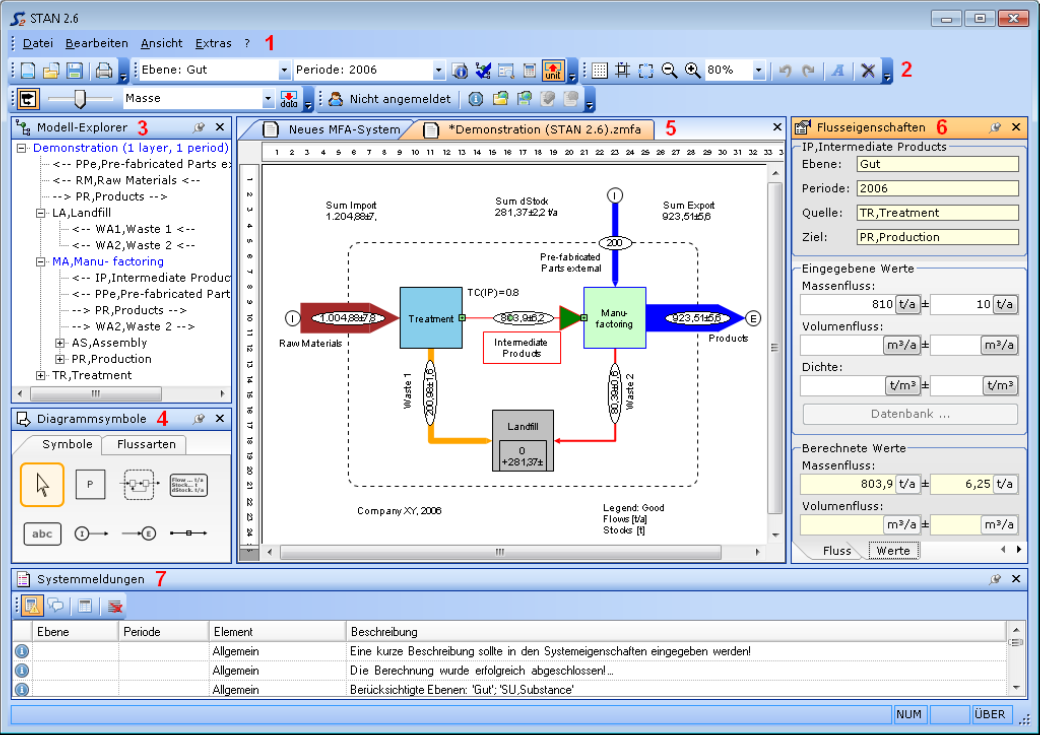 STAN 2.6
Datei Bearbeiten Ansicht Extras ? 1
Ebene: Gut Periode: 2006 unit 80% A 2
Masse data Nicht angemeldet
Modell-Explorer 3
Demonstration (1 layer, 1 period)
<-- PPe,Pre-fabricated Parts e
<-- RM,Raw Materials <--
--> PR,Products -->
LA,Landfill
<-- WA1,Waste 1 <--
<-- WA2,Waste 2 <--
MA,Manu- factoring
<-- IP,Intermediate Produc
<-- PPe,Pre-fabricated Part
--> PR,Products -->
--> WA2,Waste 2 -->
AS,Assembly
PR,Production
TR,Treatment
Diagrammsymbole 4
Symbole Flussarten
P
abc I E
Neues MFA-System *Demonstration (STAN 2.6).zmfa 5
1 2 3 4 5 6 7 8 9 10 11 12 13 14 15 16 17 18 19 20 21 22 23 24 25 26 27 28 29 30 31 32 33 3
Sum Import
1.204,88±7,
Sum dStock
281,37±2,2 t/a
Sum Export
923,51±5,6
I
200
Pre-fabricated
Parts external
TC(IP)=0.8
I
1.004,88±7,8
Raw Materials
Treatment
803,9±6,2
Intermediate
Products
Manu-
factoring
923,51±5,6
E
Products
Waste 1
200,98±1,6
80,39±0,6
Waste 2
Landfill
0
+281,37±
Company XY, 2006
Legend: Good
Flows [t/a]
Stocks [t]
Flusseigenschaften 6
IP,Intermediate Products
Ebene: Gut
Periode: 2006
Quelle: TR,Treatment
Ziel: PR,Production
Eingegebene Werte
Massenfluss:
810 t/a ± 10 t/a
Volumenfluss:
m³/a ± m³/a
Dichte:
t/m³ ± t/m³
Datenbank ...
Berechnete Werte
Massenfluss:
803,9 t/a ± 6,25 t/a
Volumenfluss:
m³/a ± m³/a
Fluss Werte
Systemmeldungen 7
Ebene Periode Element Beschreibung
Allgemein Eine kurze Beschreibung sollte in den Systemeigenschaften eingegeben werden!
Allgemein Die Berechnung wurde erfolgreich abgeschlossen!...
Allgemein Berücksichtigte Ebenen: 'Gut'; 'SU,Substance'
NUM ÜBER